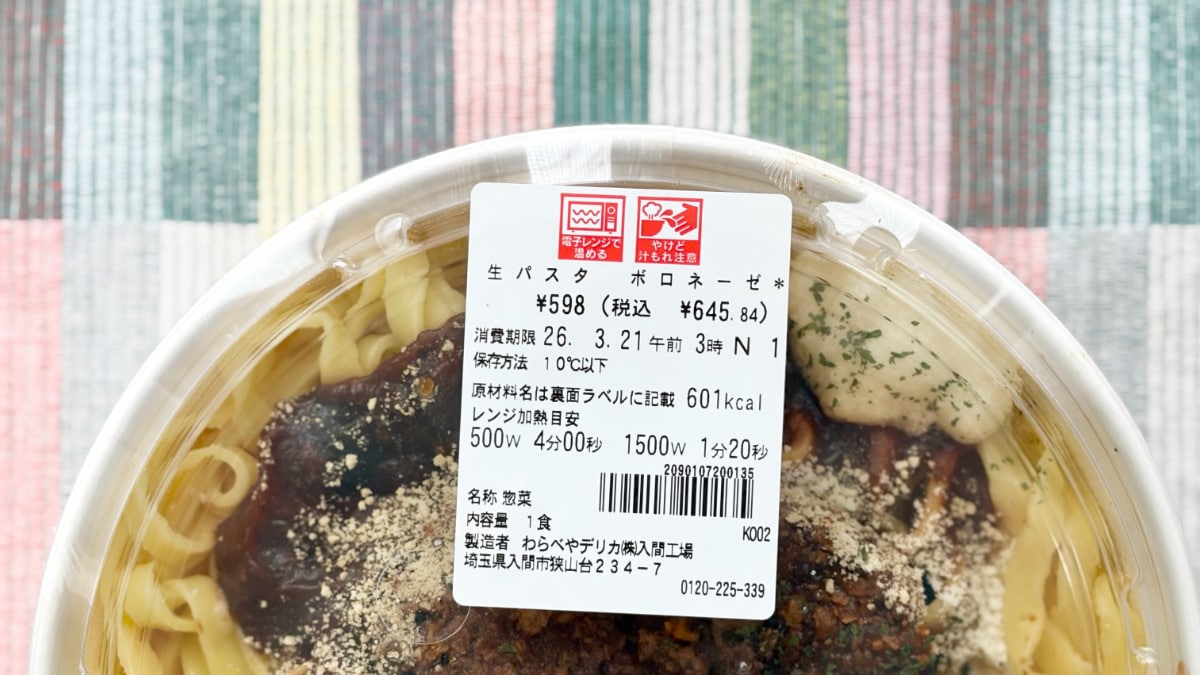 電子レンジで
温める
やけど
汁もれ注意
生パスタ ボロネーゼ*
¥598 (税込 ¥645.84)
消費期限 26. 3.21 午前 3時 N 1
保存方法 10℃以下
原材料名は裏面ラベルに記載 601kcal
レンジ加熱目安
500W 4分00秒 1500W 1分20秒
2090107200135
名称 惣菜
内容量 1食
K002
製造者 わらべやデリカ㈱入間工場
埼玉県入間市狭山台234-7
0120-225-339